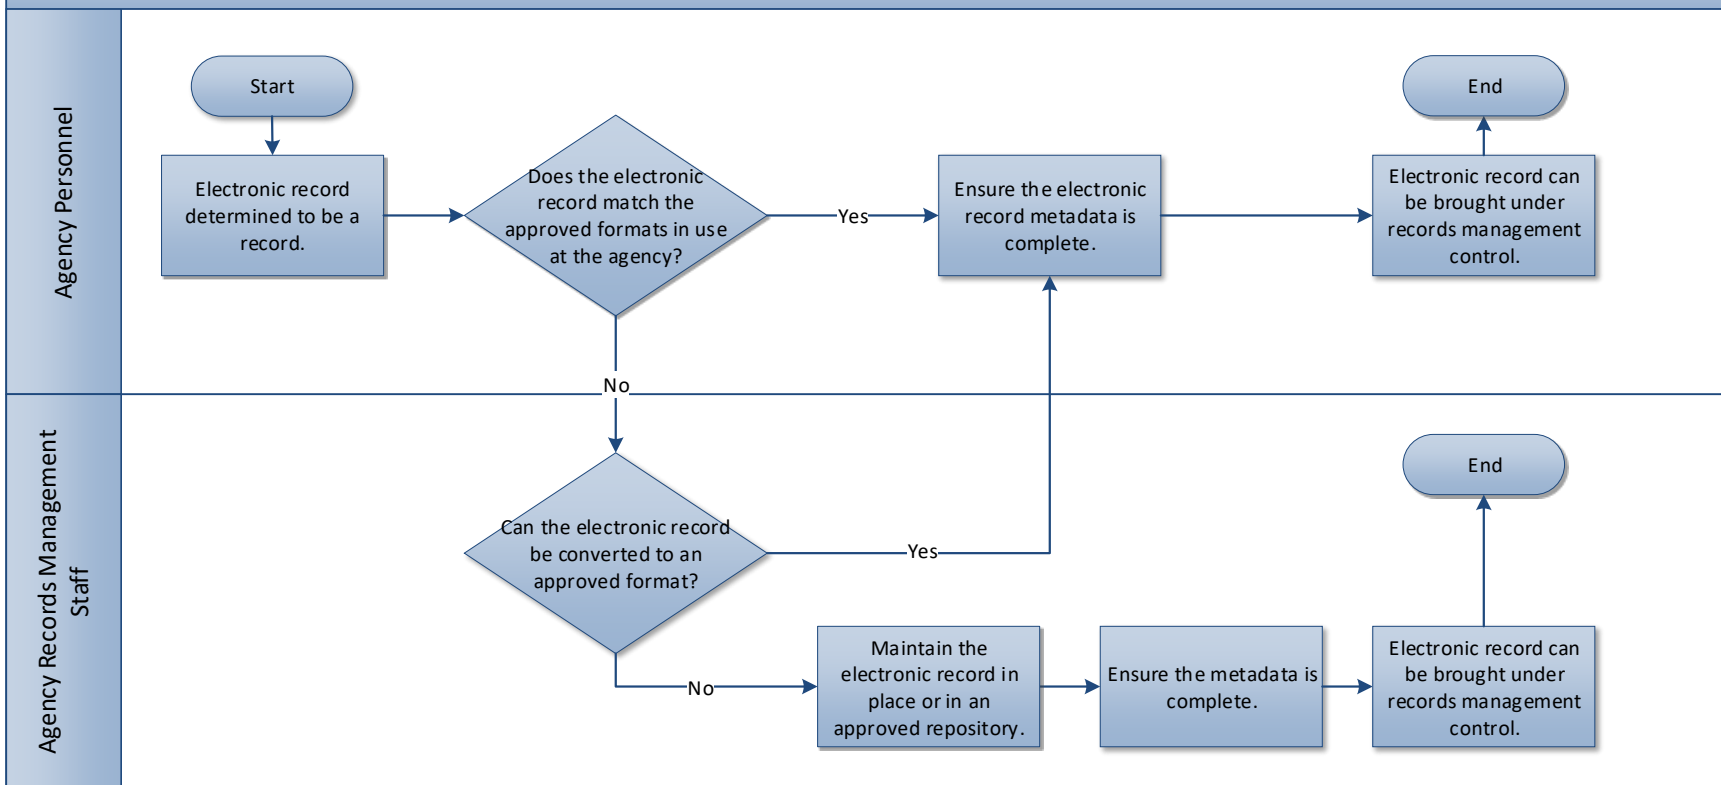 Agency Personnel
Start
Electronic record
determined to be a
record.
Does the electronic
record match the
approved formats in use
at the agency?
Yes
Ensure the electronic
record metadata is
complete.
Electronic record can
be brought under
records management
control.
End
No
Agency Records Management
Staff
Can the electronic record
be converted to an
approved format?
Yes
No
Maintain the
electronic record in
place or in an
approved repository.
Ensure the metadata is
complete.
Electronic record can
be brought under
records management
control.
End